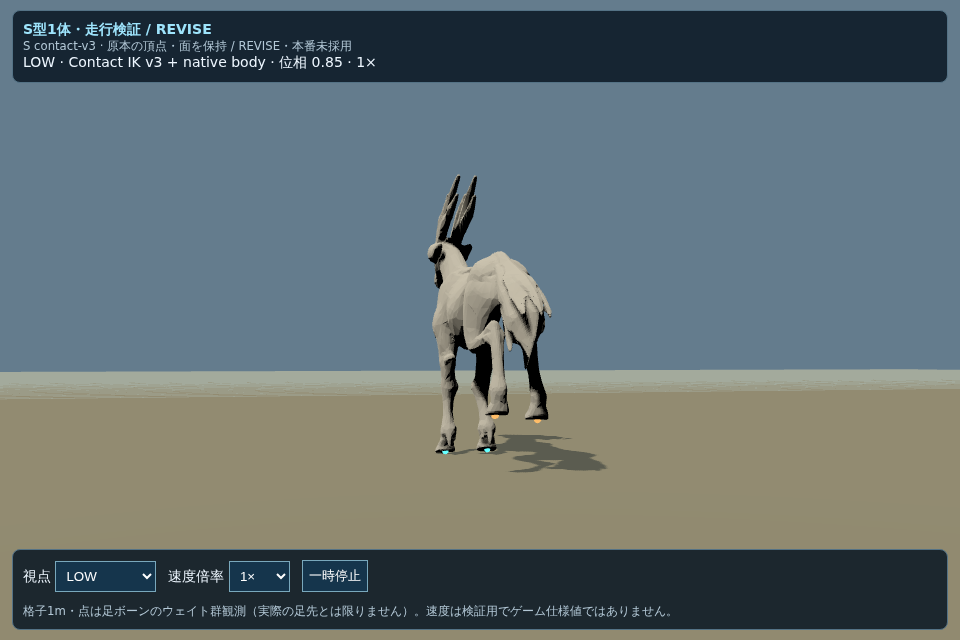 S型1体・走行検証 / REVISE
S contact-v3 · 原本の頂点・面を保持 / REVISE・本番未採用
LOW · Contact IK v3 + native body · 位相 0.85 · 1×
視点 LOW 速度倍率 1× 一時停止
格子1m・点は足ボーンのウェイト群観測（実際の足先とは限りません）。速度は検証用でゲーム仕様値ではありません。